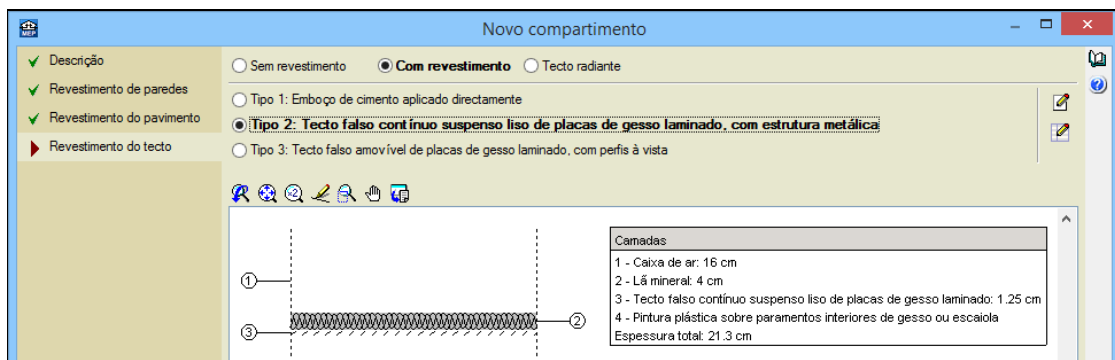 MEP
Novo compartimento
Descrição
Revestimento de paredes
Revestimento do pavimento
Revestimento do tecto
Sem revestimento Com revestimento Tecto radiante
Tipo 1: Emboço de cimento aplicado directamente
Tipo 2: Tecto falso contínuo suspenso liso de placas de gesso laminado, com estrutura metálica
Tipo 3: Tecto falso amovível de placas de gesso laminado, com perfis à vista
x2
1
3
2
Camadas
1 - Caixa de ar: 16 cm
2 - Lã mineral: 4 cm
3 - Tecto falso contínuo suspenso liso de placas de gesso laminado: 1.25 cm
4 - Pintura plástica sobre paramentos interiores de gesso ou escaiola
Espessura total: 21.3 cm